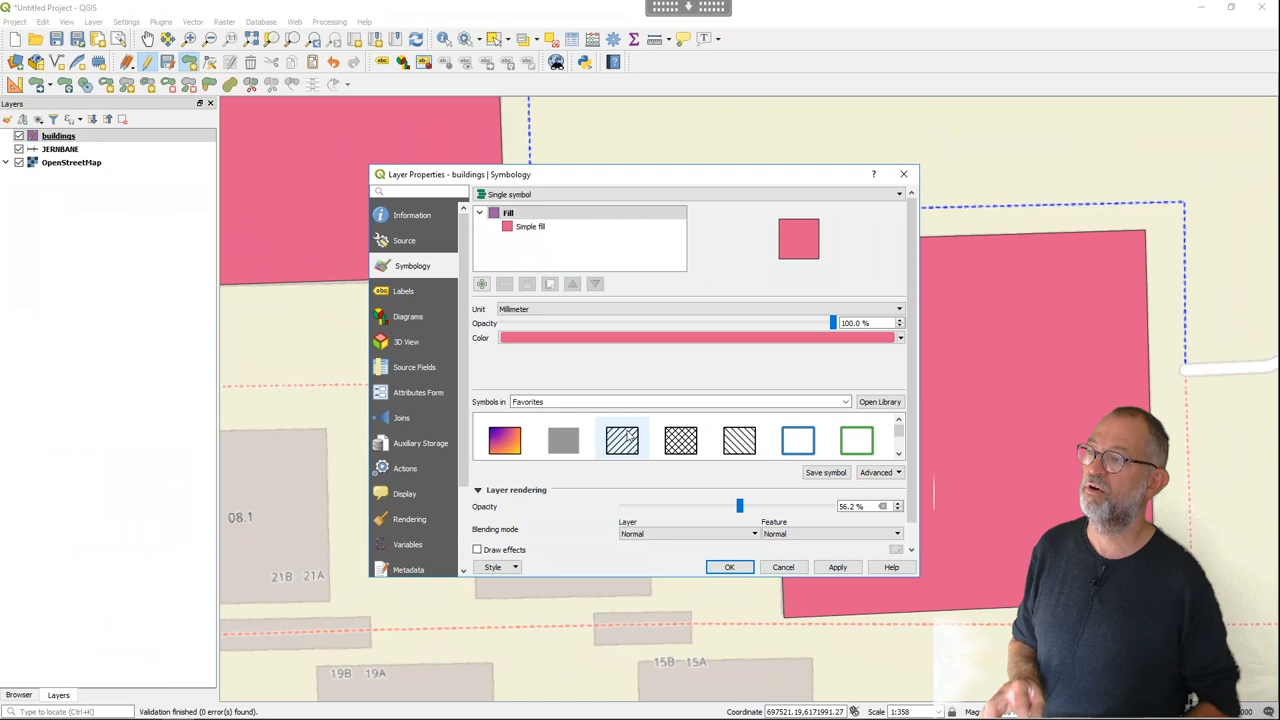 *Untitled Project - QGIS
Project Edit View Layer Settings Plugins Vector Raster Database Web Processing Help
Layers
buildings
JERNBANE
OpenStreetMap
Layer Properties - buildings | Symbology
Information
Source
Symbology
Labels
Diagrams
3D View
Source Fields
Attributes Form
Joins
Auxiliary Storage
Actions
Display
Rendering
Variables
Metadata
Single symbol
Fill
Simple fill
Unit Millimeter
Opacity 100.0 %
Color
Symbols in Favorites Open Library
Save symbol Advanced
Layer rendering
Opacity 56.2 %
Layer Feature
Blending mode Normal Normal
Draw effects
Style OK Cancel Apply Help
08.1
21B 21A
19B 19A
15B 15A
Browser Layers
Type to locate (Ctrl+K) Validation finished (0 error(s) found). Coordinate 697521.19,6171991.27 Scale 1:358